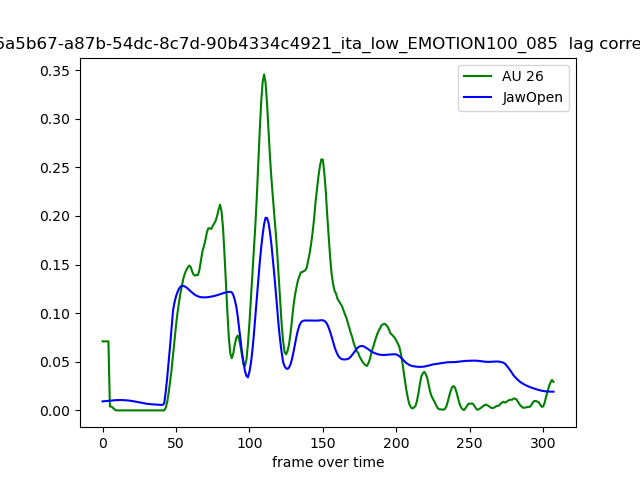 6a5b67-a87b-54dc-8c7d-90b4334c4921_ita_low_EMOTION100_085 lag corre
AU 26
JawOpen
0.35
0.30
0.25
0.20
0.15
0.10
0.05
0.00
0 50 100 150 200 250 300
frame over time